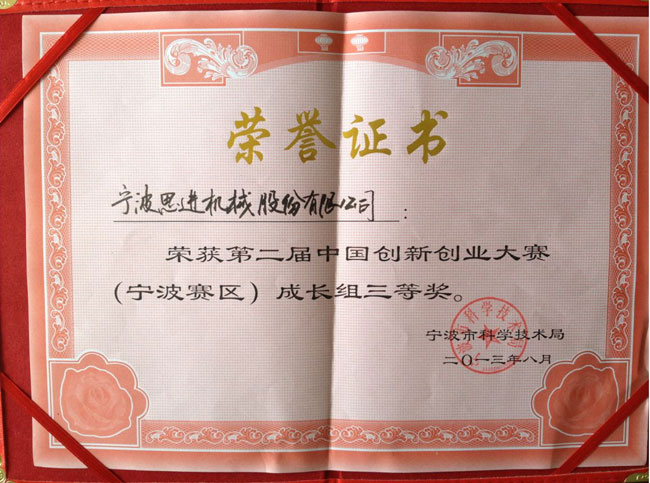 荣誉证书
宁波思进机械股份有限公司：
荣获第二届中国创新创业大赛
（宁波赛区）成长组三等奖。
宁波市科学技术局
二〇一三年八月